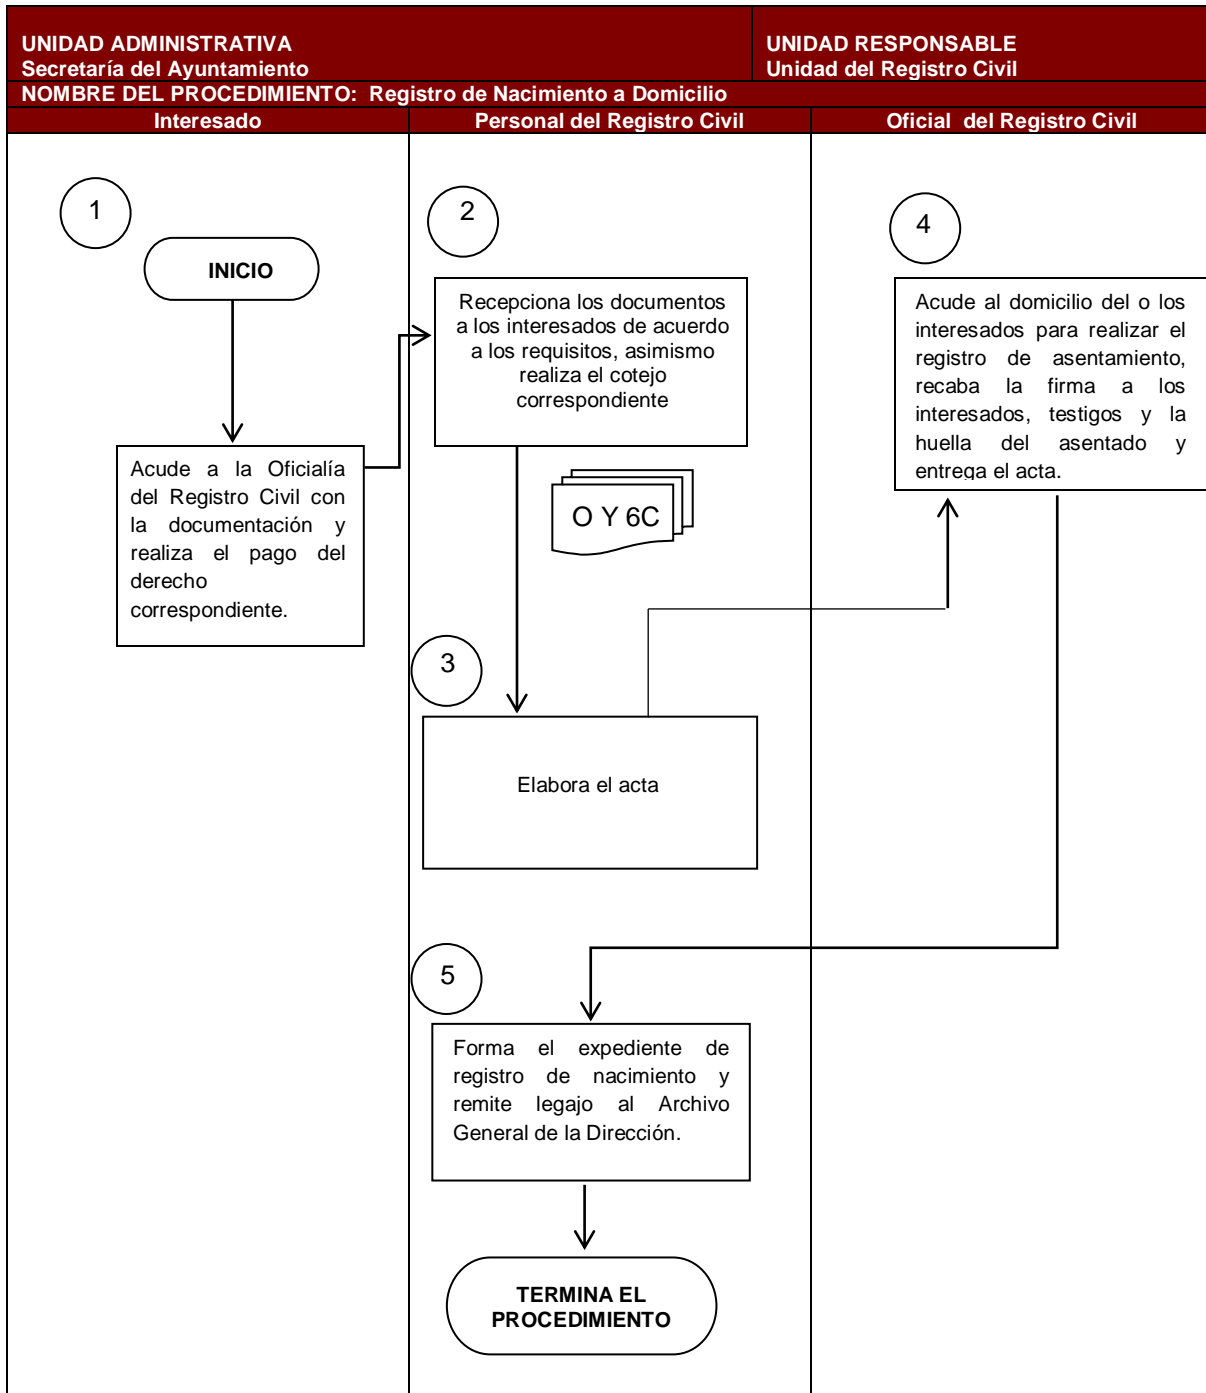 UNIDAD ADMINISTRATIVA
Secretaría del Ayuntamiento
UNIDAD RESPONSABLE
Unidad del Registro Civil
NOMBRE DEL PROCEDIMIENTO: Registro de Nacimiento a Domicilio
Interesado
Personal del Registro Civil
Oficial del Registro Civil
1
INICIO
Acude a la Oficialía
del Registro Civil con
la documentación y
realiza el pago del
derecho
correspondiente.
2
Recepciona los documentos
a los interesados de acuerdo
a los requisitos, asimismo
realiza el cotejo
correspondiente
O Y 6C
3
Elabora el acta
4
Acude al domicilio del o los
interesados para realizar el
registro de asentamiento,
recaba la firma a los
interesados, testigos y la
huella del asentado y
entrega el acta.
5
Forma el expediente de
registro de nacimiento y
remite legajo al Archivo
General de la Dirección.
TERMINA EL
PROCEDIMIENTO